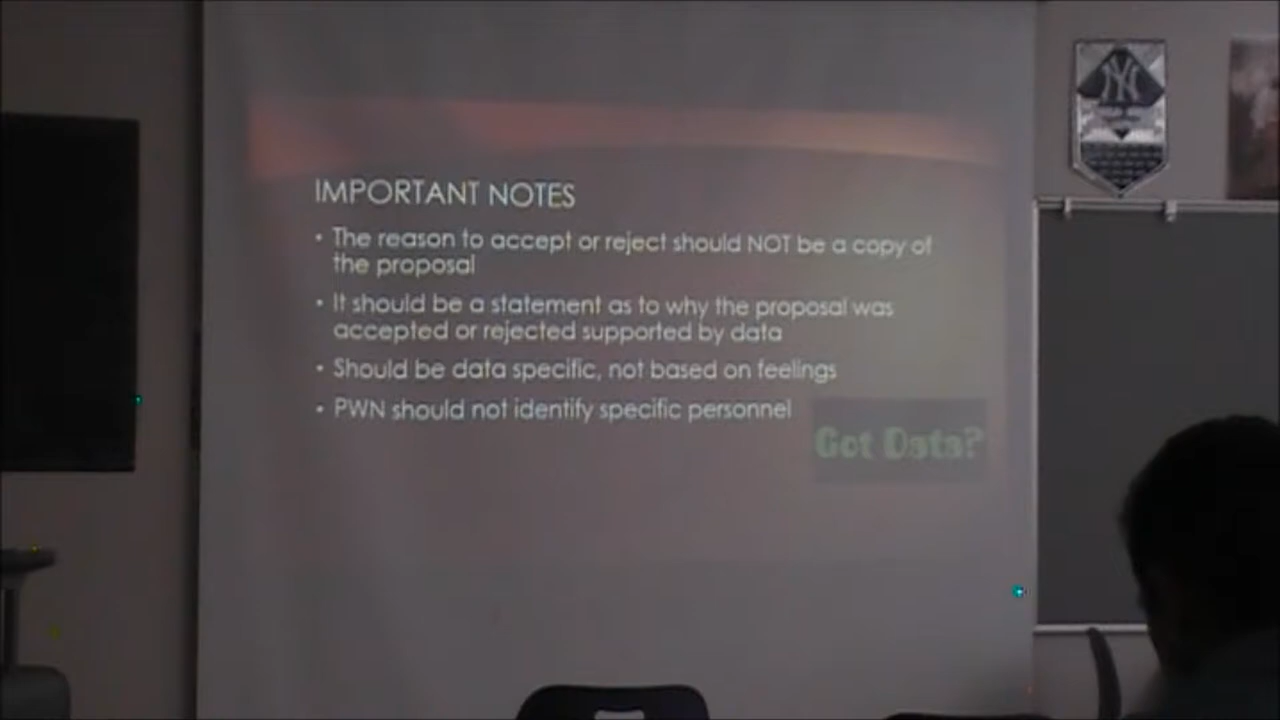 IMPORTANT NOTES
• The reason to accept or reject should NOT be a copy of
the proposal
• It should be a statement as to why the proposal was
accepted or rejected supported by data
• Should be data specific, not based on feelings
• PWN should not identify specific personnel
Got Data?
NY